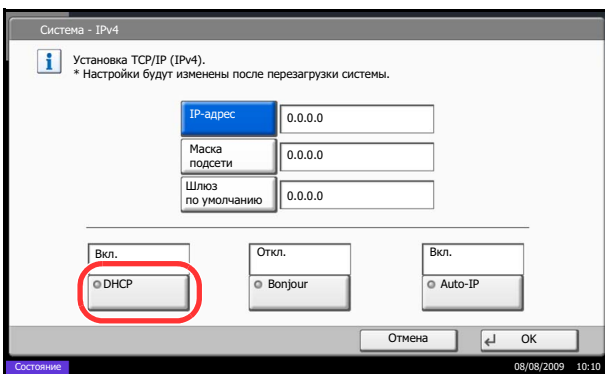 Система - IPv4
Установка TCP/IP (IPv4).
* Настройки будут изменены после перезагрузки системы.
IP-адрес
0.0.0.0
Маска
подсети
0.0.0.0
Шлюз
по умолчанию
0.0.0.0
Вкл.
Откл.
Вкл.
DHCP
Bonjour
Auto-IP
Отмена
OK
Состояние
08/08/2009 10:10